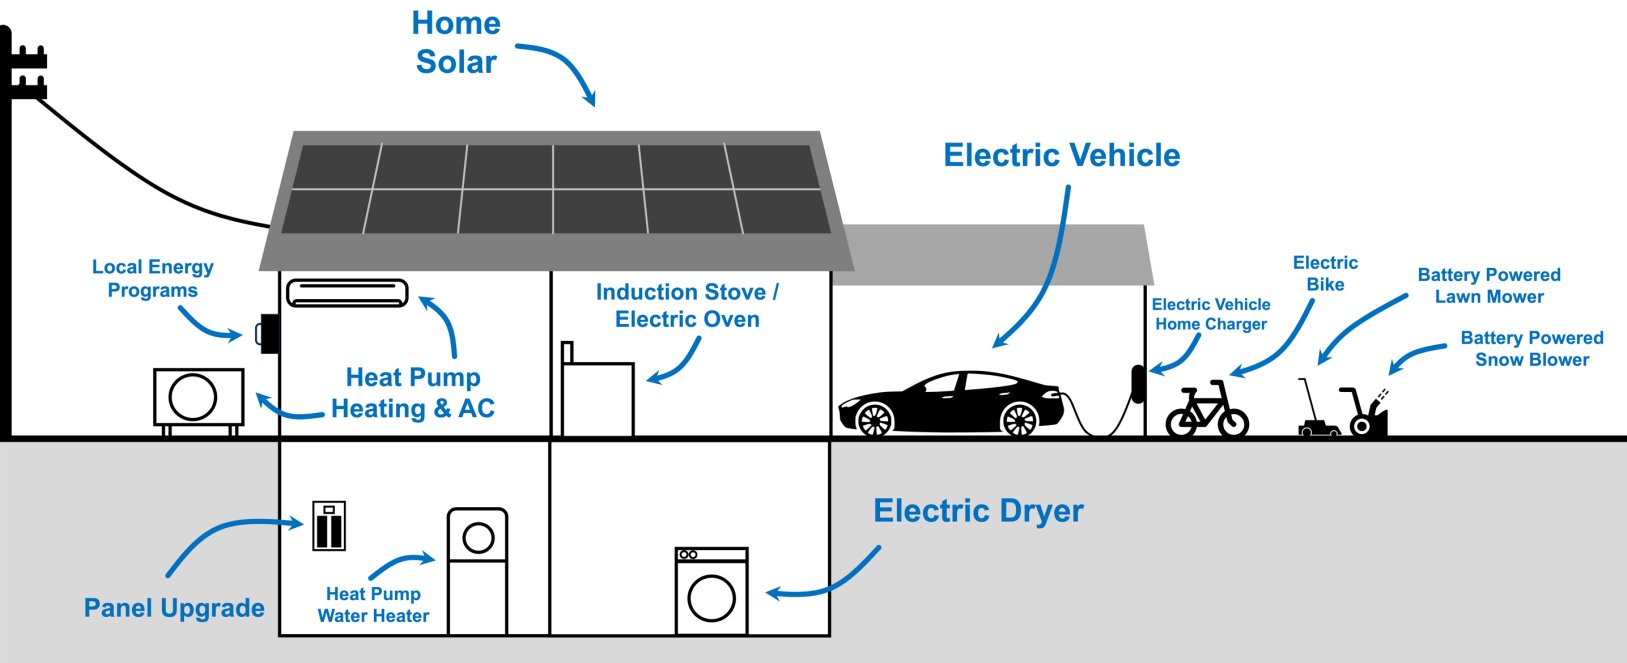 Home
Solar
Electric Vehicle
Local Energy
Programs
Induction Stove /
Electric Oven
Electric Vehicle
Home Charger
Electric
Bike
Battery Powered
Lawn Mower
Battery Powered
Snow Blower
Heat Pump
Heating & AC
Electric Dryer
Panel Upgrade
Heat Pump
Water Heater